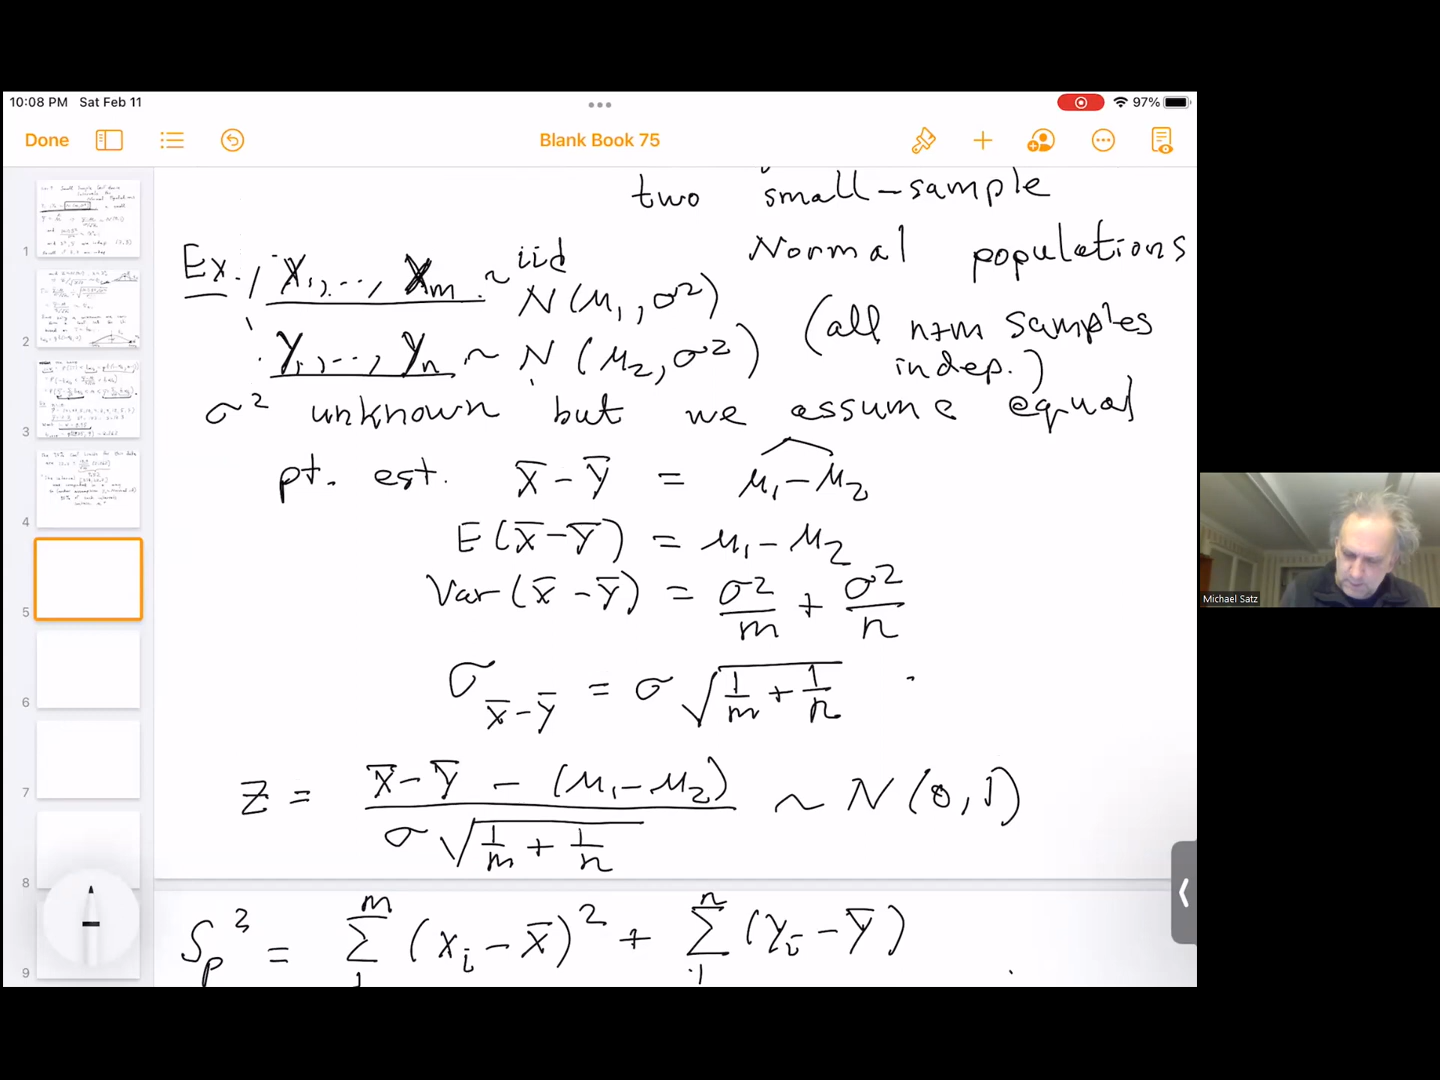 10:08 PM Sat Feb 11
97%
Done
Blank Book 75
two small-sample
Normal populations
Ex., X₁,..., Xₘ ~ iid N(μ₁, σ²)
Y₁,..., Yₙ ~ N(μ₂, σ²) (all n+m samples indep.)
σ² unknown but we assume equal
pt. est. X̄ - Ȳ = μ₁-μ₂
E(X̄-Ȳ) = μ₁-μ₂
Var(X̄-Ȳ) = σ²/m + σ²/n
σ_X̄-Ȳ = σ √(1/m + 1/n)
Z = (X̄-Ȳ - (μ₁-μ₂)) / (σ √(1/m + 1/n)) ~ N(0,1)
Sₚ² = Σ₁ᵐ (xᵢ - X̄)² + Σ₁ⁿ (Yᵢ - Ȳ)
1
2
3
4
5
6
7
8
9
Michael Satz